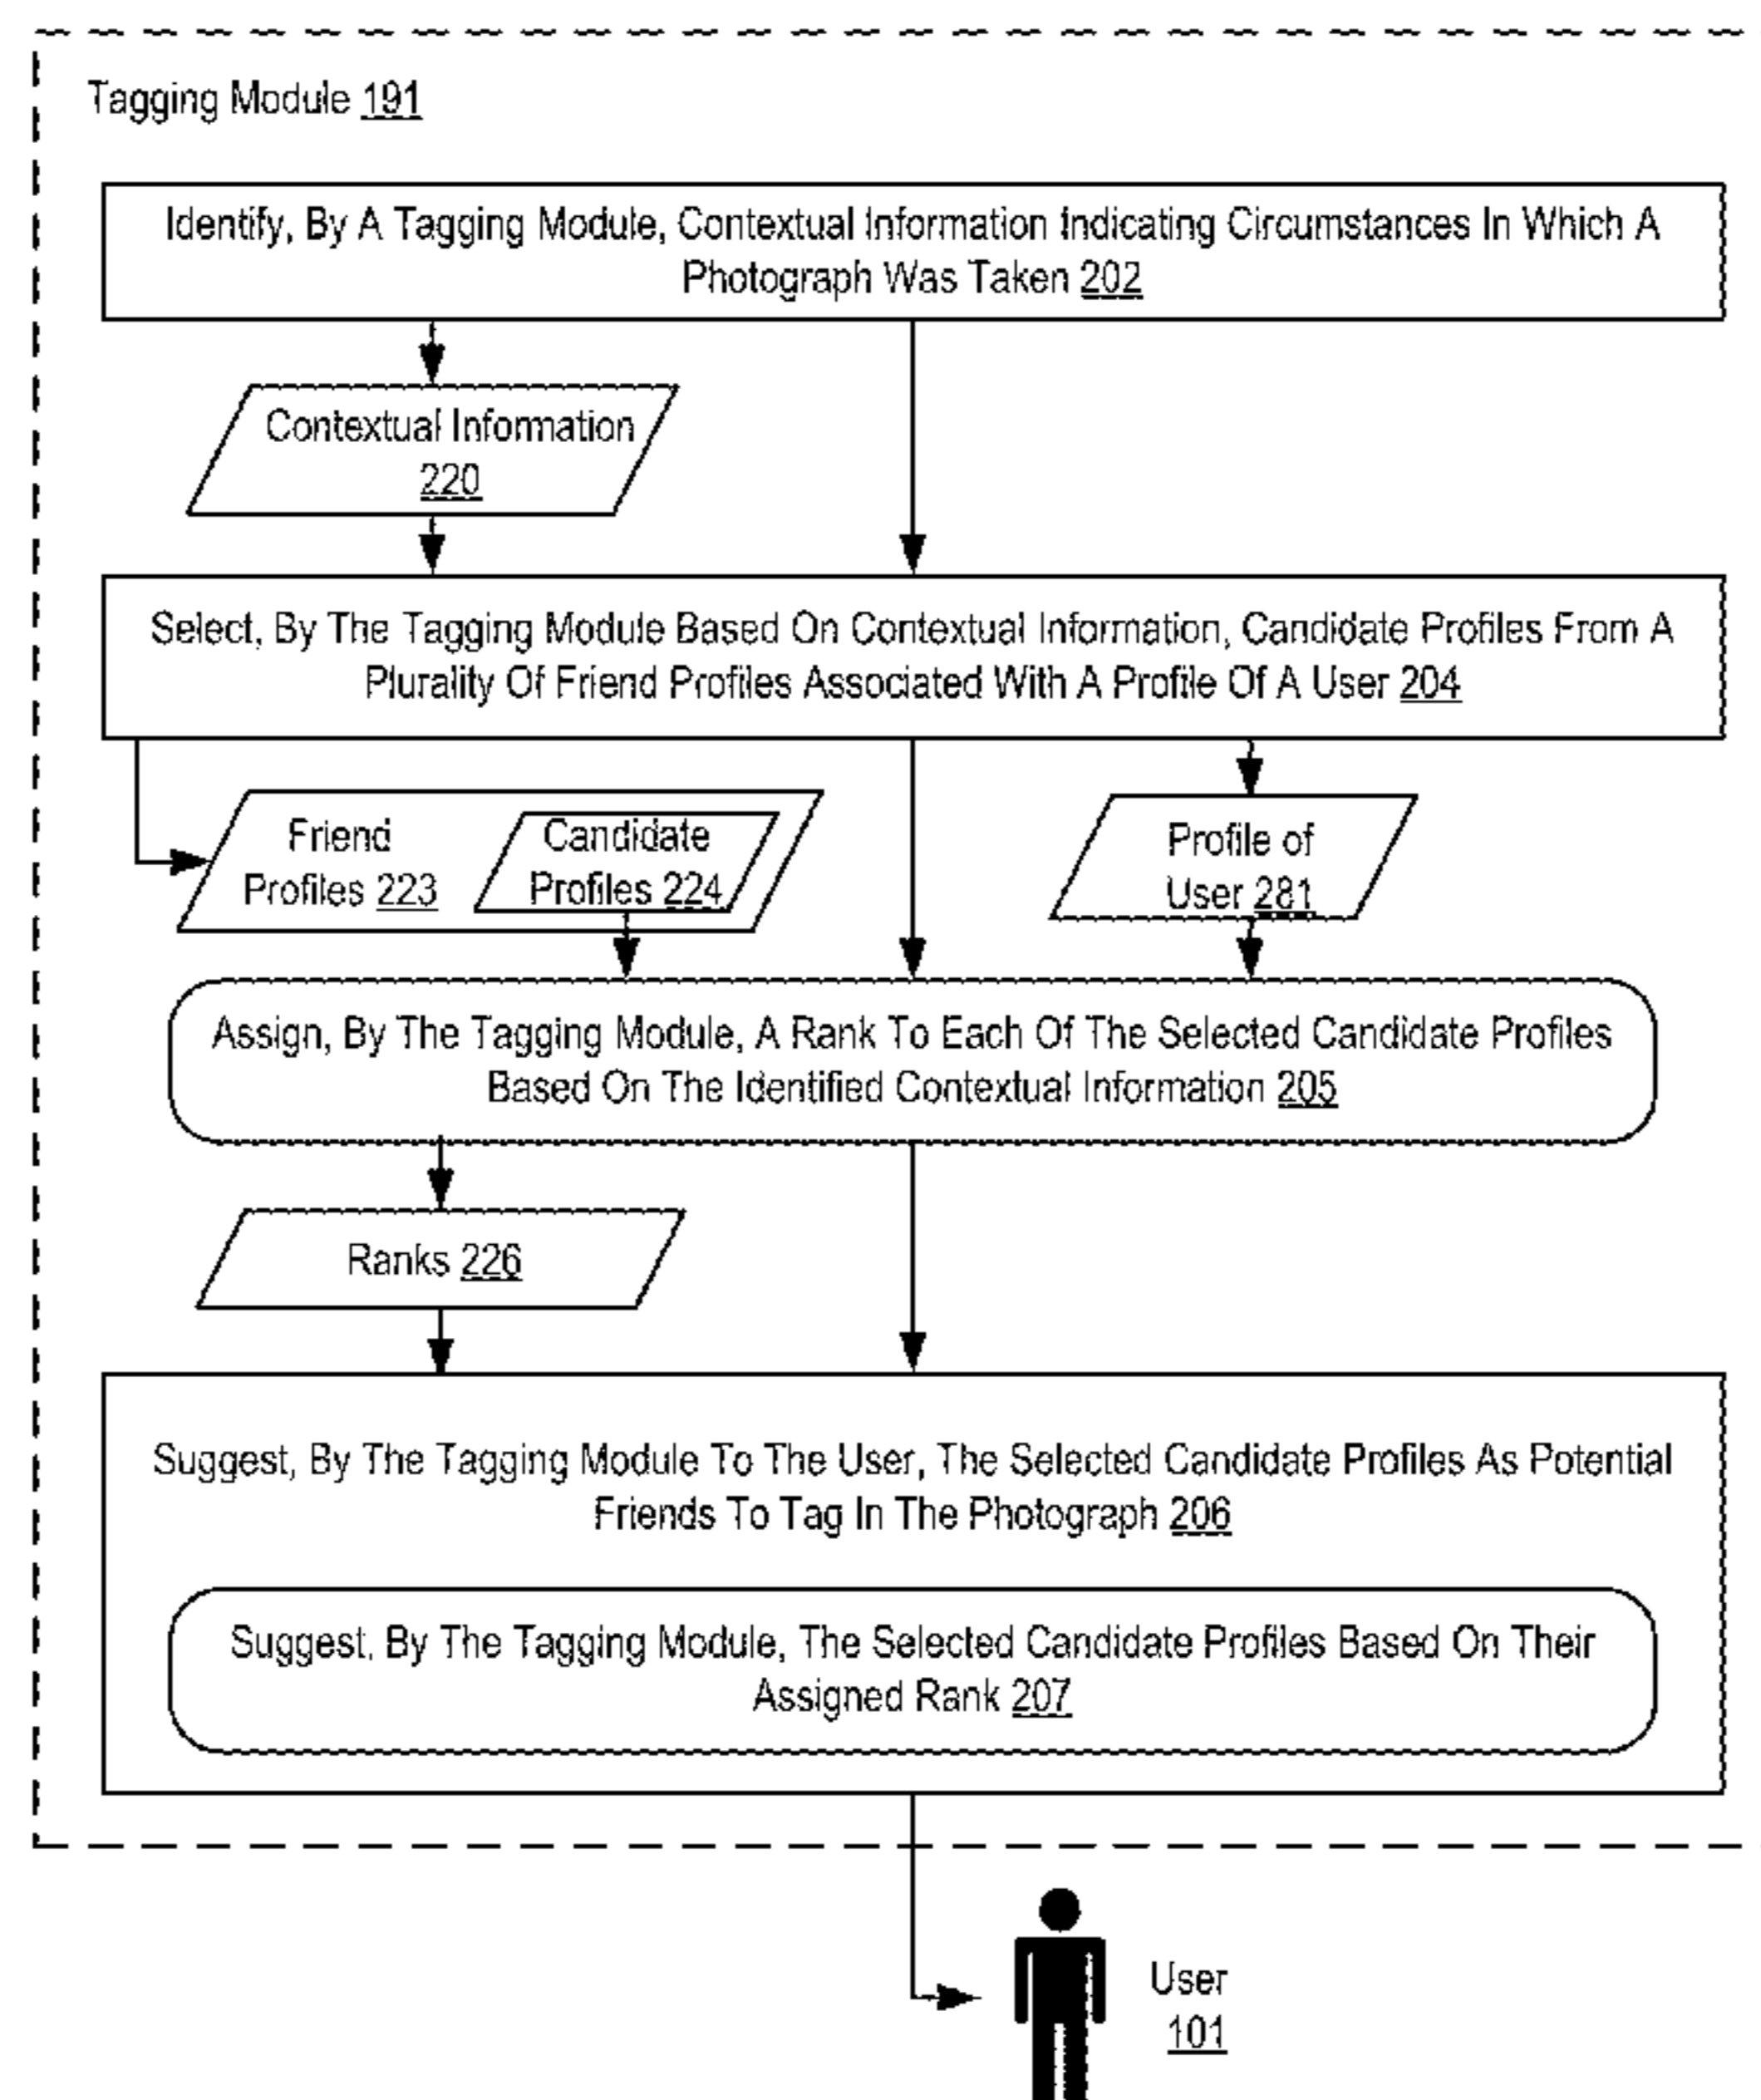 Tagging Module 191
Identify, By A Tagging Module, Contextual Information Indicating Circumstances In Which A
Photograph Was Taken 202
Contextual Information
220
Select, By The Tagging Module Based On Contextual Information, Candidate Profiles From A
Plurality Of Friend Profiles Associated With A Profile Of A User 204
Friend
Profiles 223
Candidate
Profiles 224
Profile of
User 281
Assign, By The Tagging Module, A Rank To Each Of The Selected Candidate Profiles
Based On The Identified Contextual Information 205
Ranks 226
Suggest, By The Tagging Module To The User, The Selected Candidate Profiles As Potential
Friends To Tag In The Photograph 206
Suggest, By The Tagging Module, The Selected Candidate Profiles Based On Their
Assigned Rank 207
User
101